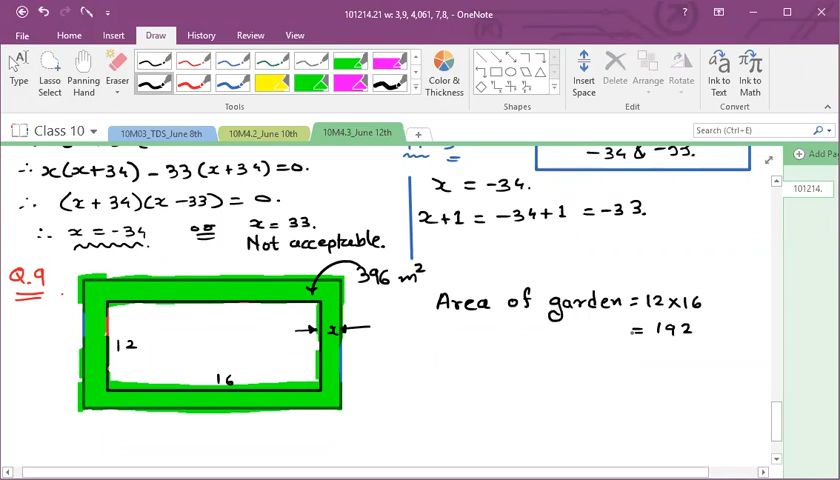 101214.21 w: 3,9, 4,061, 7,8, - OneNote
File Home Insert Draw History Review View
Type
Lasso Select
Panning Hand
Eraser
Color & Thickness
Insert Space
Delete
Arrange
Rotate
Ink to Text
Ink to Math
Tools
Shapes
Edit
Convert
Class 10
10M03_TDS_June 8th
10M4.2_June 10th
10M4.3_June 12th
Search (Ctrl+E)
Add Pa
101214.
∴ x(x+34) - 33(x+34) = 0.
∴ (x+34)(x-33) = 0.
∴ x = -34 or x = 33.
Not acceptable.
-34 & -33.
x = -34.
x+1 = -34+1 = -33.
Q.9
396 m²
12
16
x
Area of garden = 12×16
= 192